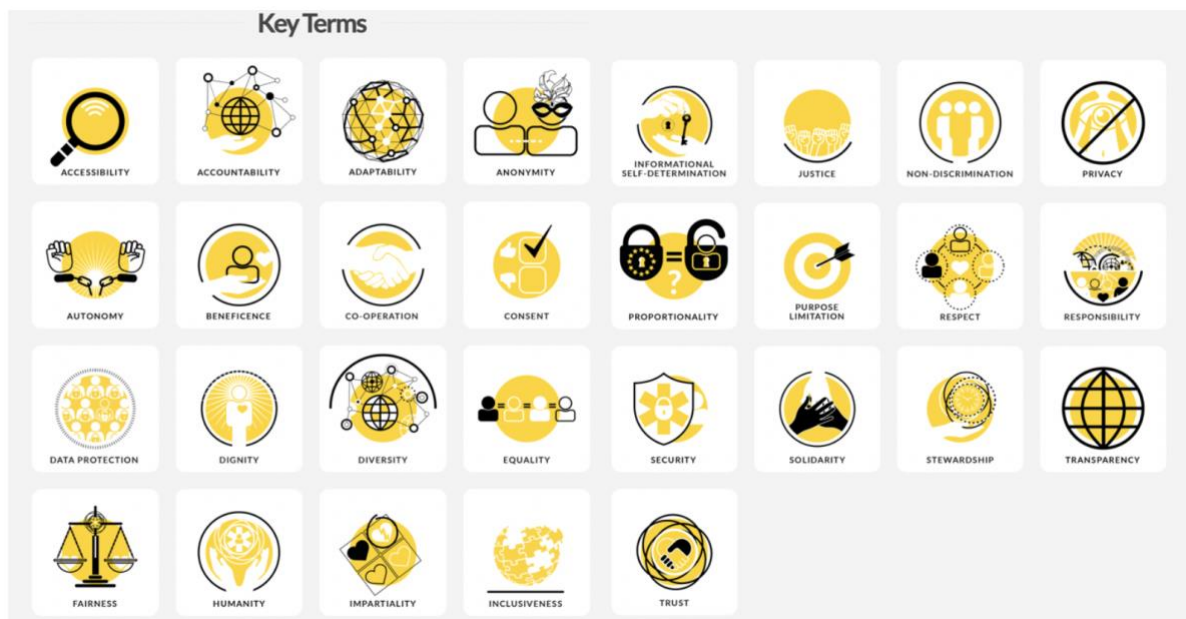 Key Terms
ACCESSIBILITY
ACCOUNTABILITY
ADAPTABILITY
ANONYMITY
INFORMATIONAL
SELF-DETERMINATION
JUSTICE
NON-DISCRIMINATION
PRIVACY
AUTONOMY
BENEFICENCE
CO-OPERATION
CONSENT
PROPORTIONALITY
PURPOSE
LIMITATION
RESPECT
RESPONSIBILITY
DATA PROTECTION
DIGNITY
DIVERSITY
EQUALITY
SECURITY
SOLIDARITY
STEWARDSHIP
TRANSPARENCY
FAIRNESS
HUMANITY
IMPARTIALITY
INCLUSIVENESS
TRUST